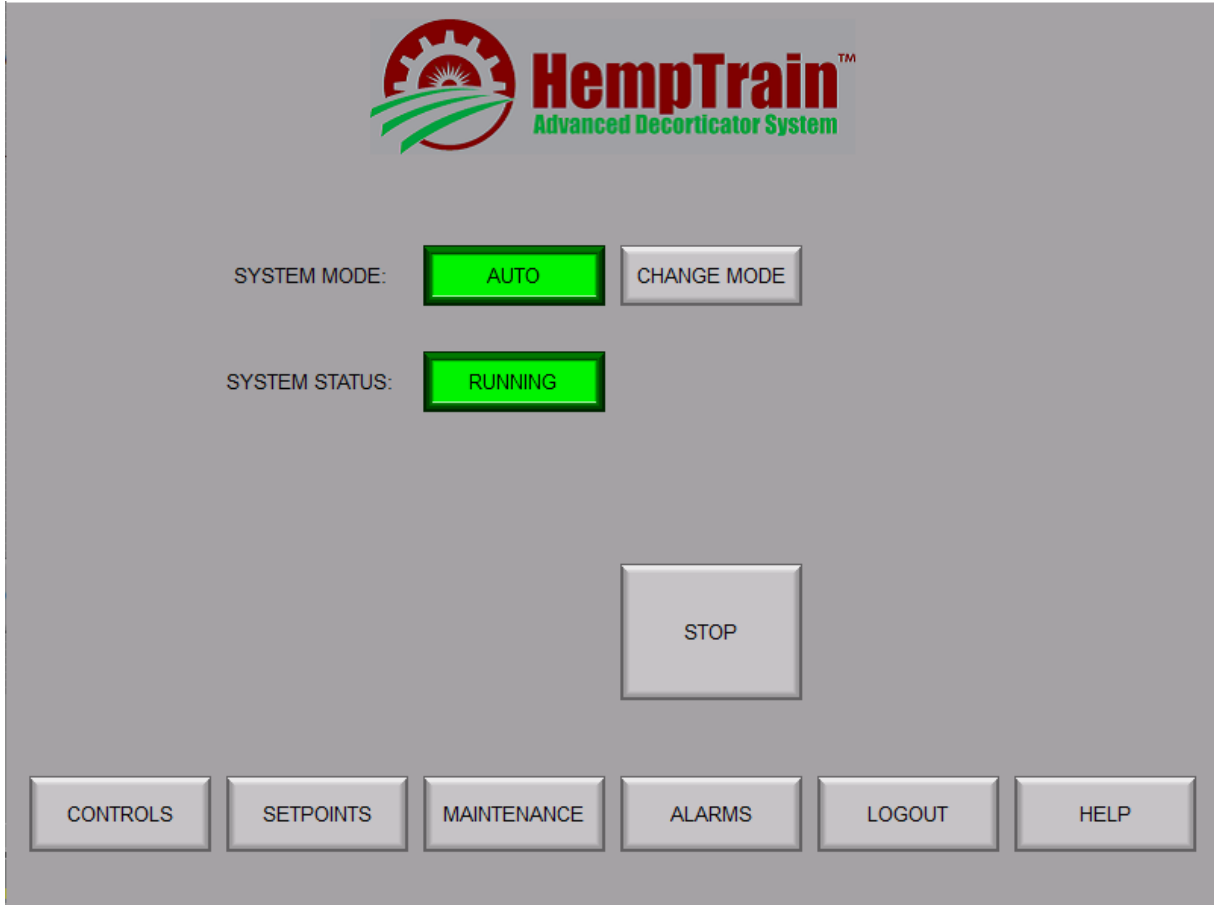 HempTrain™
Advanced Decorticator System
SYSTEM MODE: AUTO CHANGE MODE
SYSTEM STATUS: RUNNING
STOP
CONTROLS SETPOINTS MAINTENANCE ALARMS LOGOUT HELP